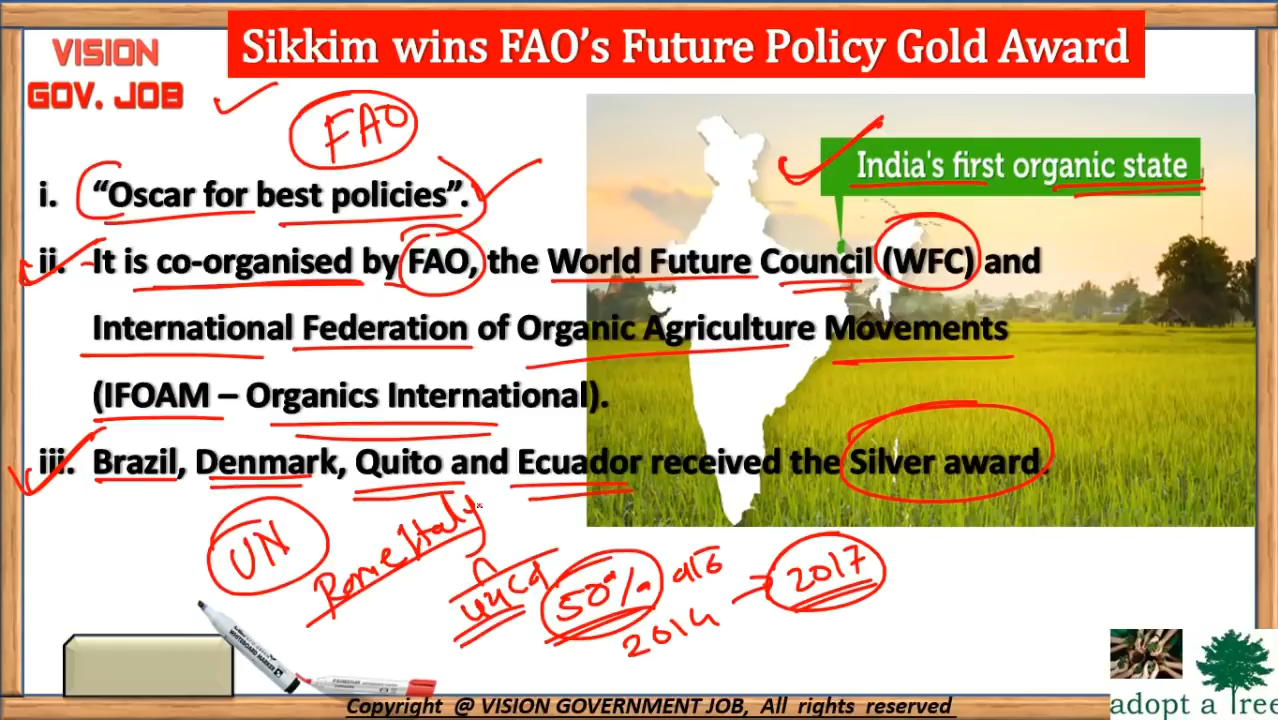 Sikkim wins FAO's Future Policy Gold Award
VISION
GOV. JOB
FAO
India's first organic state
i. “Oscar for best policies”.
ii. It is co-organised by FAO, the World Future Council (WFC) and
International Federation of Organic Agriculture Movements
(IFOAM – Organics International).
iii. Brazil, Denmark, Quito and Ecuador received the Silver award
UN
Rome Italy
50%
2014
2017
adopt a Tree
Copyright @ VISION GOVERNMENT JOB, All rights reserved